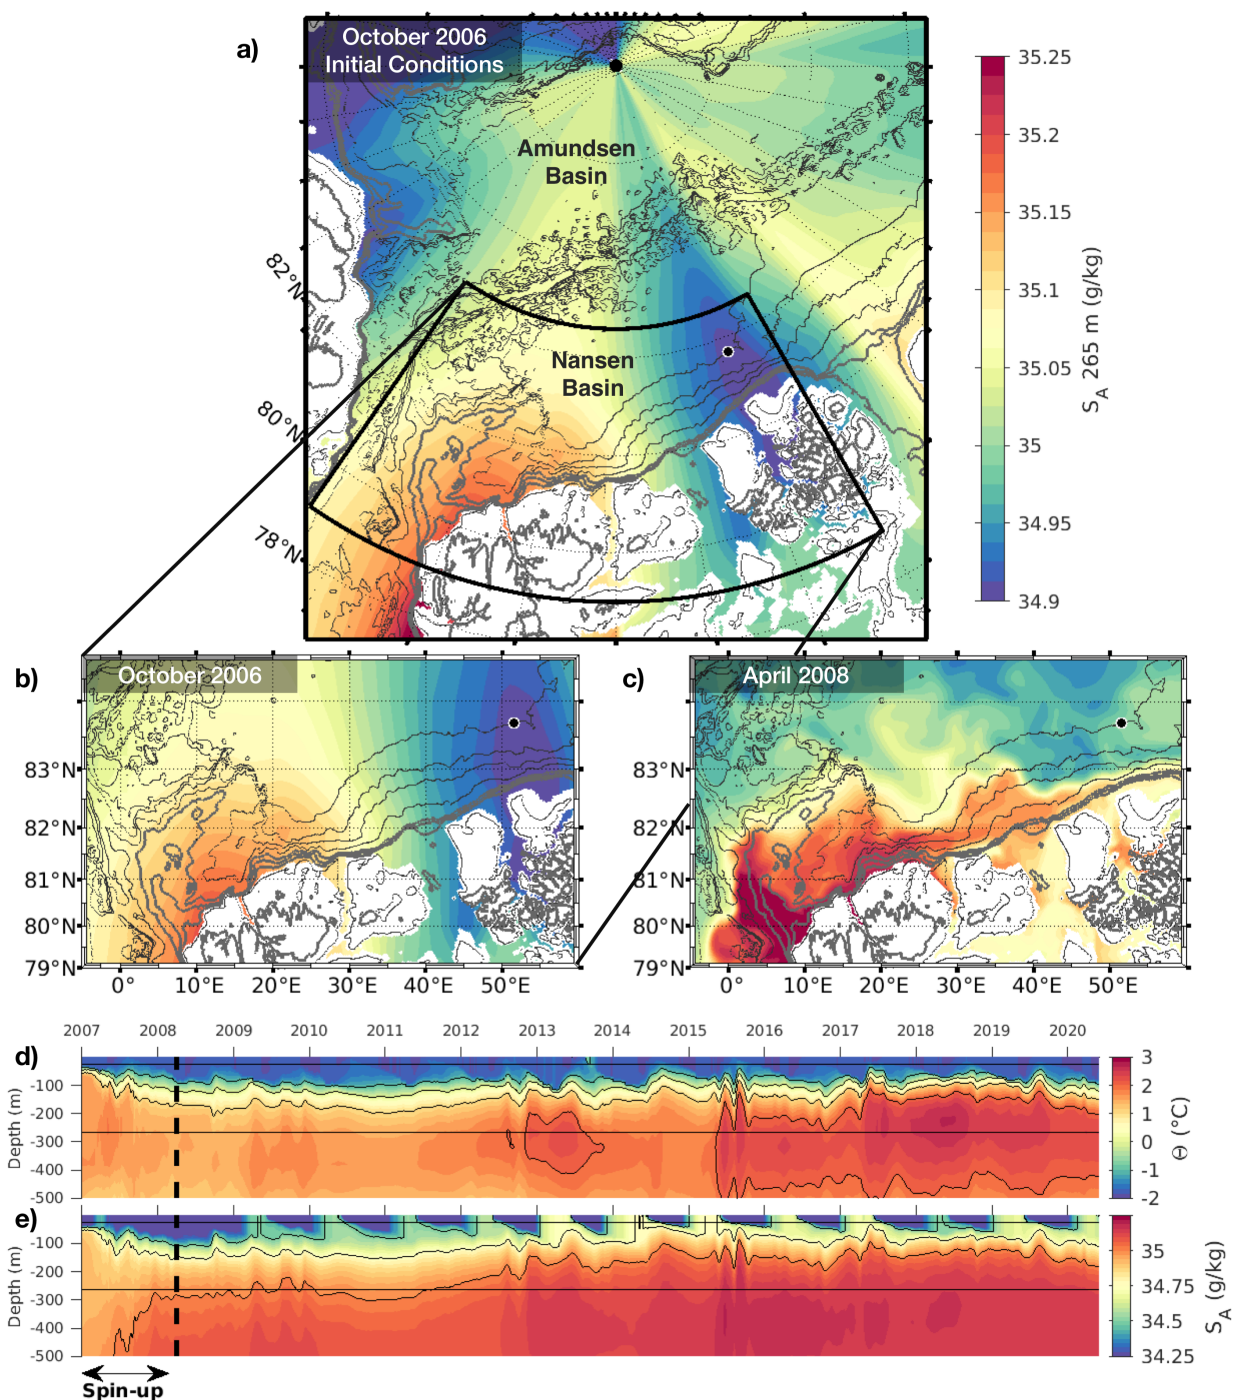 a)
October 2006
Initial Conditions
Amundsen
Basin
Nansen
Basin
82°N
80°N
78°N
35.25
35.2
35.15
35.1
35.05
35
34.95
34.9
S_A 265 m (g/kg)
b)
October 2006
83°N
82°N
81°N
80°N
79°N
0°
10°E
20°E
30°E
40°E
50°E
c)
April 2008
83°N
82°N
81°N
80°N
79°N
0°
10°E
20°E
30°E
40°E
50°E
2007 2008 2009 2010 2011 2012 2013 2014 2015 2016 2017 2018 2019 2020
d)
-100
-200
-300
-400
-500
Depth (m)
3
2
1
0
-1
-2
Θ (°C)
e)
-100
-200
-300
-400
-500
Depth (m)
35
34.75
34.5
34.25
S_A (g/kg)
Spin-up